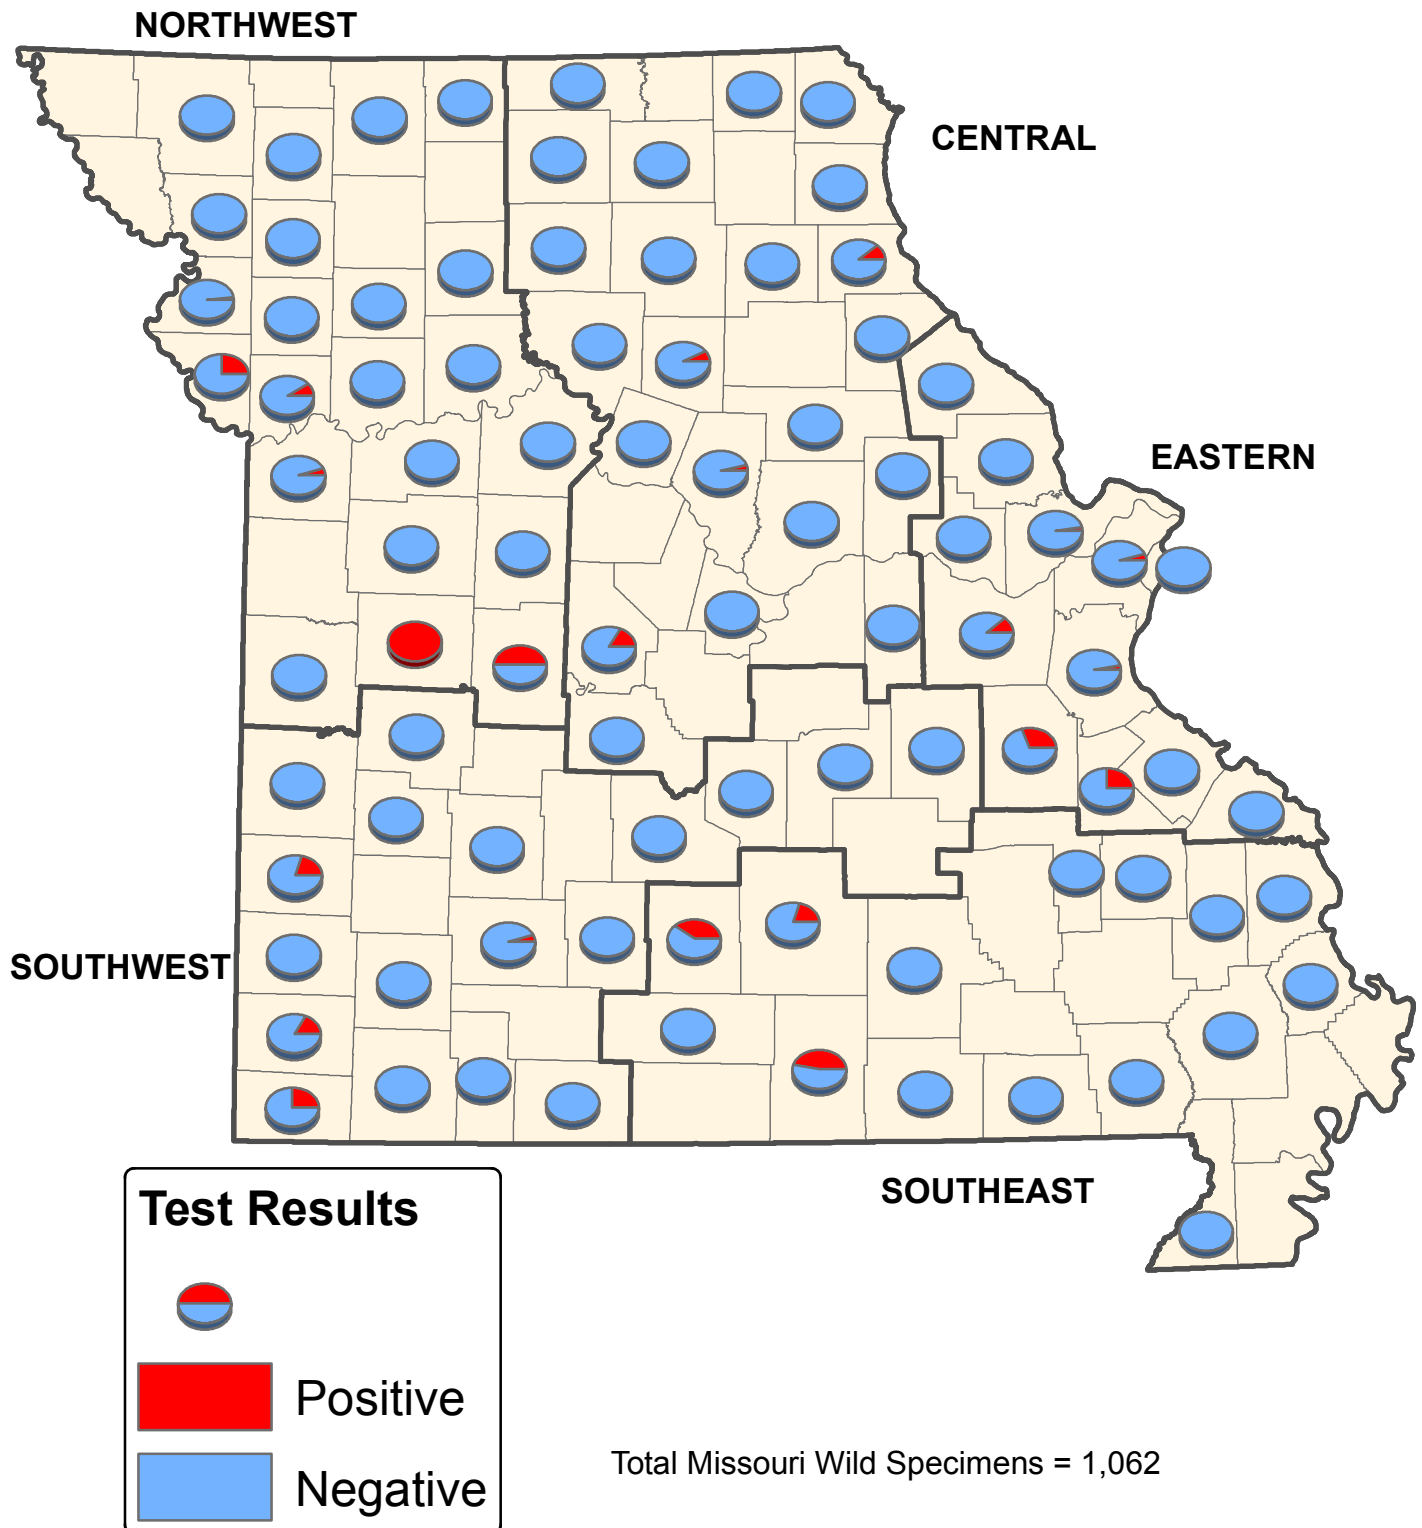 NORTHWEST
CENTRAL
EASTERN
SOUTHWEST
SOUTHEAST
Test Results
Positive
Negative
Total Missouri Wild Specimens = 1,062